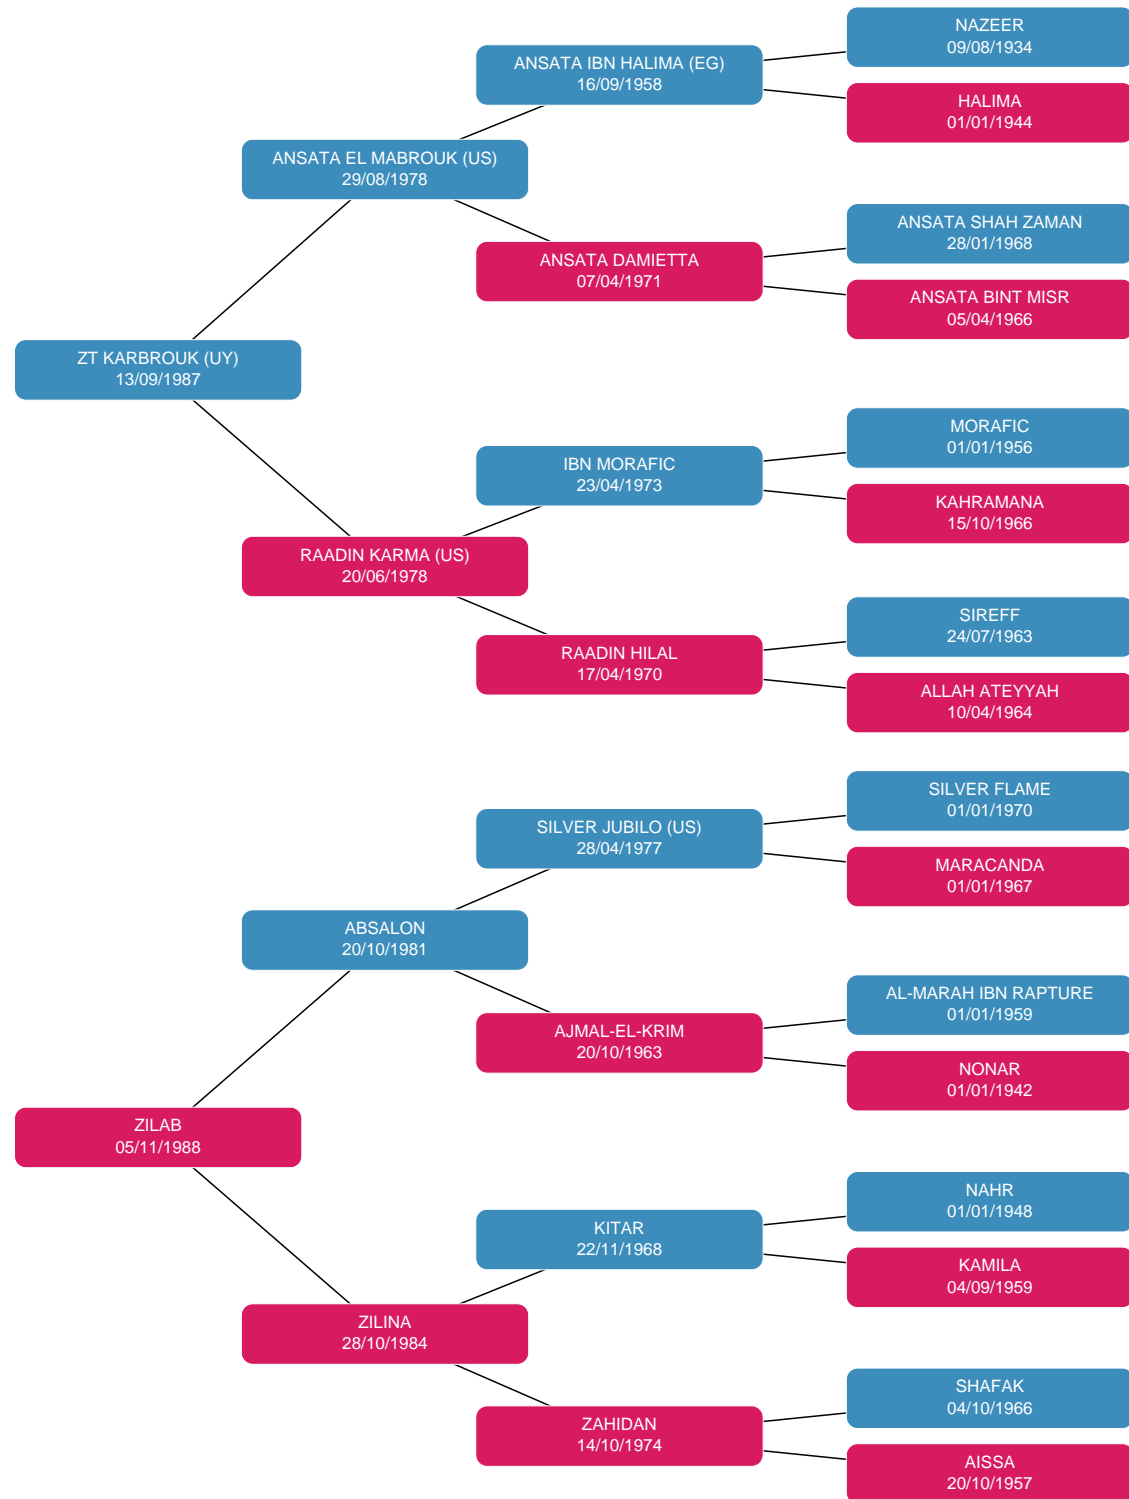 NAZEER
09/08/1934
ANSATA IBN HALIMA (EG)
16/09/1958
HALIMA
01/01/1944
ANSATA EL MABROUK (US)
29/08/1978
ANSATA SHAH ZAMAN
28/01/1968
ANSATA DAMIETTA
07/04/1971
ANSATA BINT MISR
05/04/1966
ZT KARBROUK (UY)
13/09/1987
MORAFIC
01/01/1956
IBN MORAFIC
23/04/1973
KAHRAMANA
15/10/1966
RAADIN KARMA (US)
20/06/1978
SIREFF
24/07/1963
RAADIN HILAL
17/04/1970
ALLAH ATEYYAH
10/04/1964
SILVER FLAME
01/01/1970
SILVER JUBILO (US)
28/04/1977
MARACANDA
01/01/1967
ABSALON
20/10/1981
AL-MARAH IBN RAPTURE
01/01/1959
AJMAL-EL-KRIM
20/10/1963
NONAR
01/01/1942
ZILAB
05/11/1988
NAHR
01/01/1948
KITAR
22/11/1968
KAMILA
04/09/1959
ZILINA
28/10/1984
SHAFAK
04/10/1966
ZAHIDAN
14/10/1974
AISSA
20/10/1957